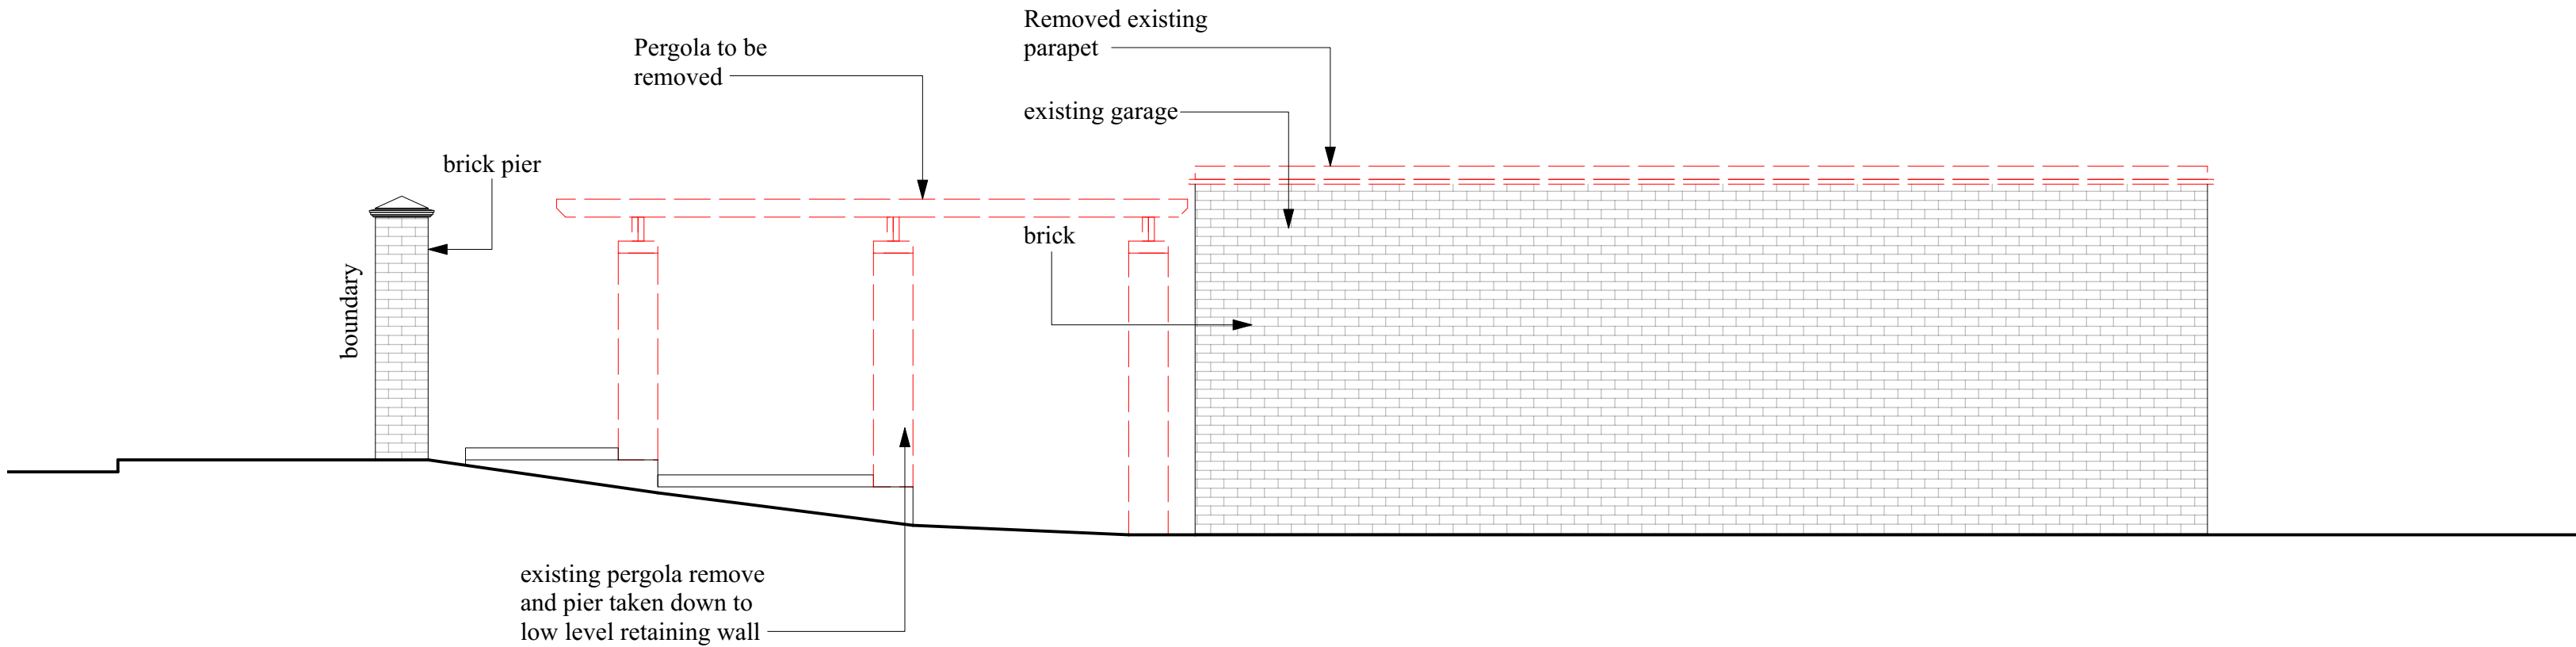 Removed existing
parapet
Pergola to be
removed
existing garage
brick pier
brick
boundary
existing pergola remove
and pier taken down to
low level retaining wall